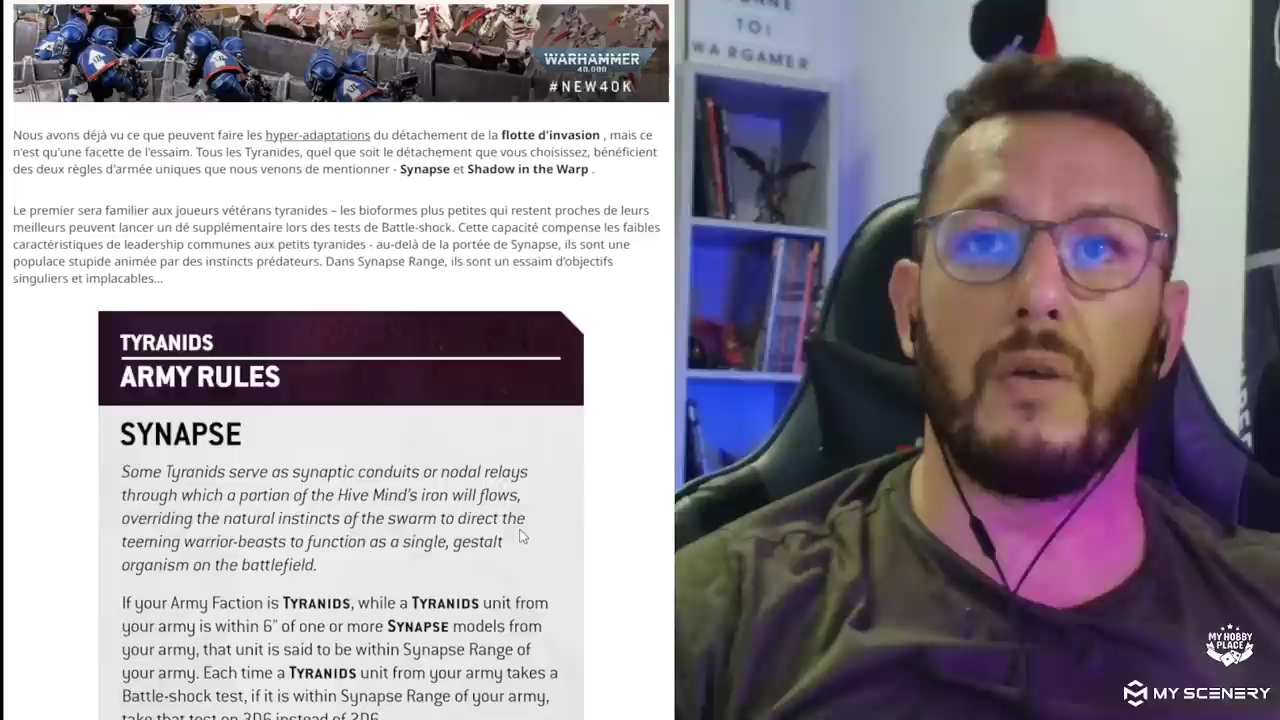 WARHAMMER
40,000
#NEW40K
Nous avons déjà vu ce que peuvent faire les hyper-adaptations du détachement de la flotte d'invasion , mais ce
n'est qu'une facette de l'essaim. Tous les Tyranides, quel que soit le détachement que vous choisissez, bénéficient
des deux règles d'armée uniques que nous venons de mentionner - Synapse et Shadow in the Warp .
Le premier sera familier aux joueurs vétérans tyranides – les bioformes plus petites qui restent proches de leurs
meilleurs peuvent lancer un dé supplémentaire lors des tests de Battle-shock. Cette capacité compense les faibles
caractéristiques de leadership communes aux petits tyranides - au-delà de la portée de Synapse, ils sont une
populace stupide animée par des instincts prédateurs. Dans Synapse Range, ils sont un essaim d'objectifs
singuliers et implacables...
TYRANIDS
ARMY RULES
SYNAPSE
Some Tyranids serve as synaptic conduits or nodal relays
through which a portion of the Hive Mind's iron will flows,
overriding the natural instincts of the swarm to direct the
teeming warrior-beasts to function as a single, gestalt
organism on the battlefield.
If your Army Faction is TYRANIDS, while a TYRANIDS unit from
your army is within 6" of one or more SYNAPSE models from
your army, that unit is said to be within Synapse Range of
your army. Each time a TYRANIDS unit from your army takes a
Battle-shock test, if it is within Synapse Range of your army,
take that test on 3D6 instead of 2D6.
TOI
WARGAMER
MY HOBBY
PLACE
MY SCENERY